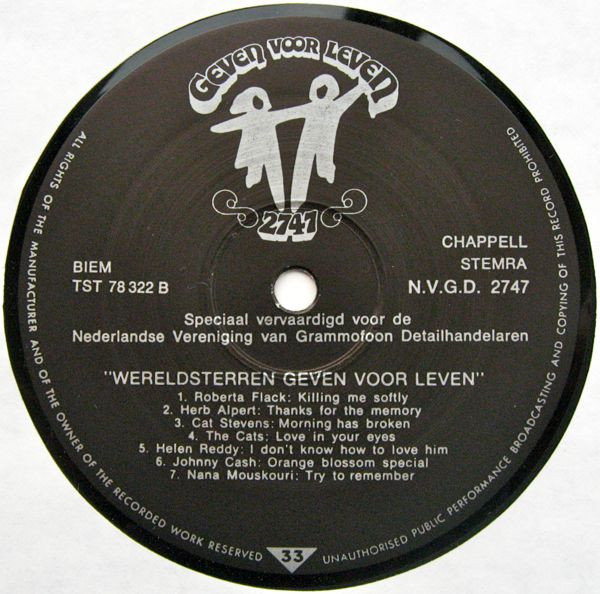 GEVEN VOOR LEVEN
2747
BIEM
TST 78 322 B
CHAPPELL
STEMRA
N.V.G.D. 2747
Speciaal vervaardigd voor de
Nederlandse Vereniging van Grammofoon Detailhandelaren
"WERELDSTERREN GEVEN VOOR LEVEN"
1. Roberta Flack: Killing me softly
2. Herb Alpert: Thanks for the memory
3. Cat Stevens: Morning has broken
4. The Cats: Love in your eyes
5. Helen Reddy: I don't know how to love him
6. Johnny Cash: Orange blossom special
7. Nana Mouskouri: Try to remember
ALL RIGHTS OF THE MANUFACTURER AND OF THE OWNER OF THE RECORDED WORK RESERVED
33
UNAUTHORISED PUBLIC PERFORMANCE BROADCASTING AND COPYING OF THIS RECORD PROHIBITED